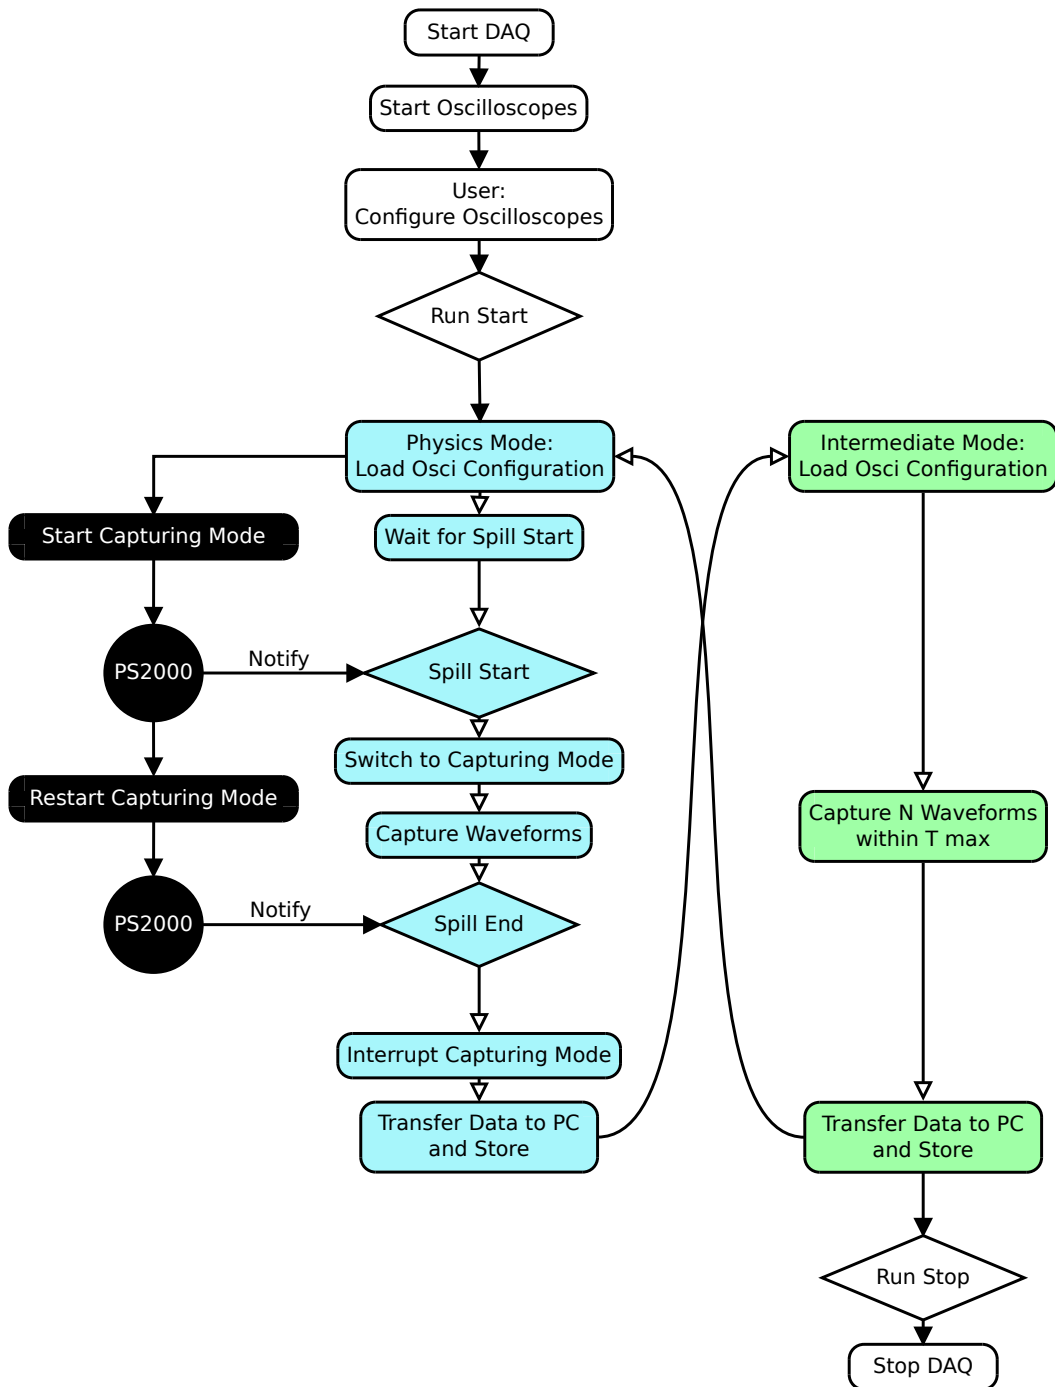 Start DAQ
Start Oscilloscopes
User:
Configure Oscilloscopes
Run Start
Physics Mode:
Load Osci Configuration
Intermediate Mode:
Load Osci Configuration
Start Capturing Mode
Wait for Spill Start
PS2000
Notify
Spill Start
Switch to Capturing Mode
Restart Capturing Mode
Capture Waveforms
Capture N Waveforms
within T max
PS2000
Notify
Spill End
Interrupt Capturing Mode
Transfer Data to PC
and Store
Transfer Data to PC
and Store
Run Stop
Stop DAQ